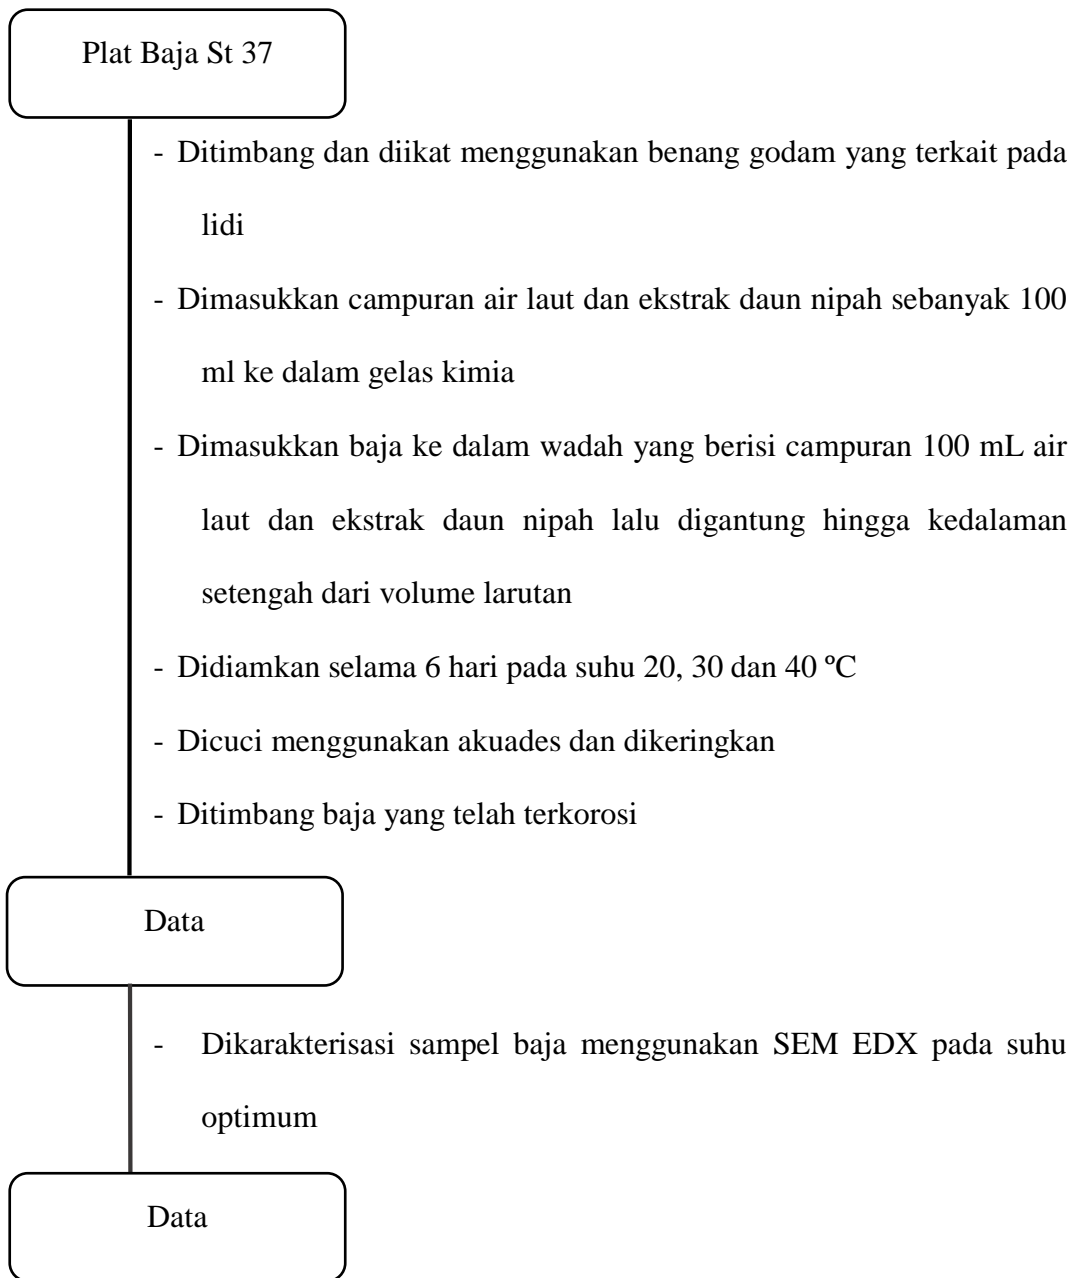 Plat Baja St 37
- Ditimbang dan diikat menggunakan benang godam yang terkait pada
lidi
- Dimasukkan campuran air laut dan ekstrak daun nipah sebanyak 100
ml ke dalam gelas kimia
- Dimasukkan baja ke dalam wadah yang berisi campuran 100 mL air
laut dan ekstrak daun nipah lalu digantung hingga kedalaman
setengah dari volume larutan
- Didiamkan selama 6 hari pada suhu 20, 30 dan 40 ºC
- Dicuci menggunakan akuades dan dikeringkan
- Ditimbang baja yang telah terkorosi
Data
- Dikarakterisasi sampel baja menggunakan SEM EDX pada suhu
optimum
Data